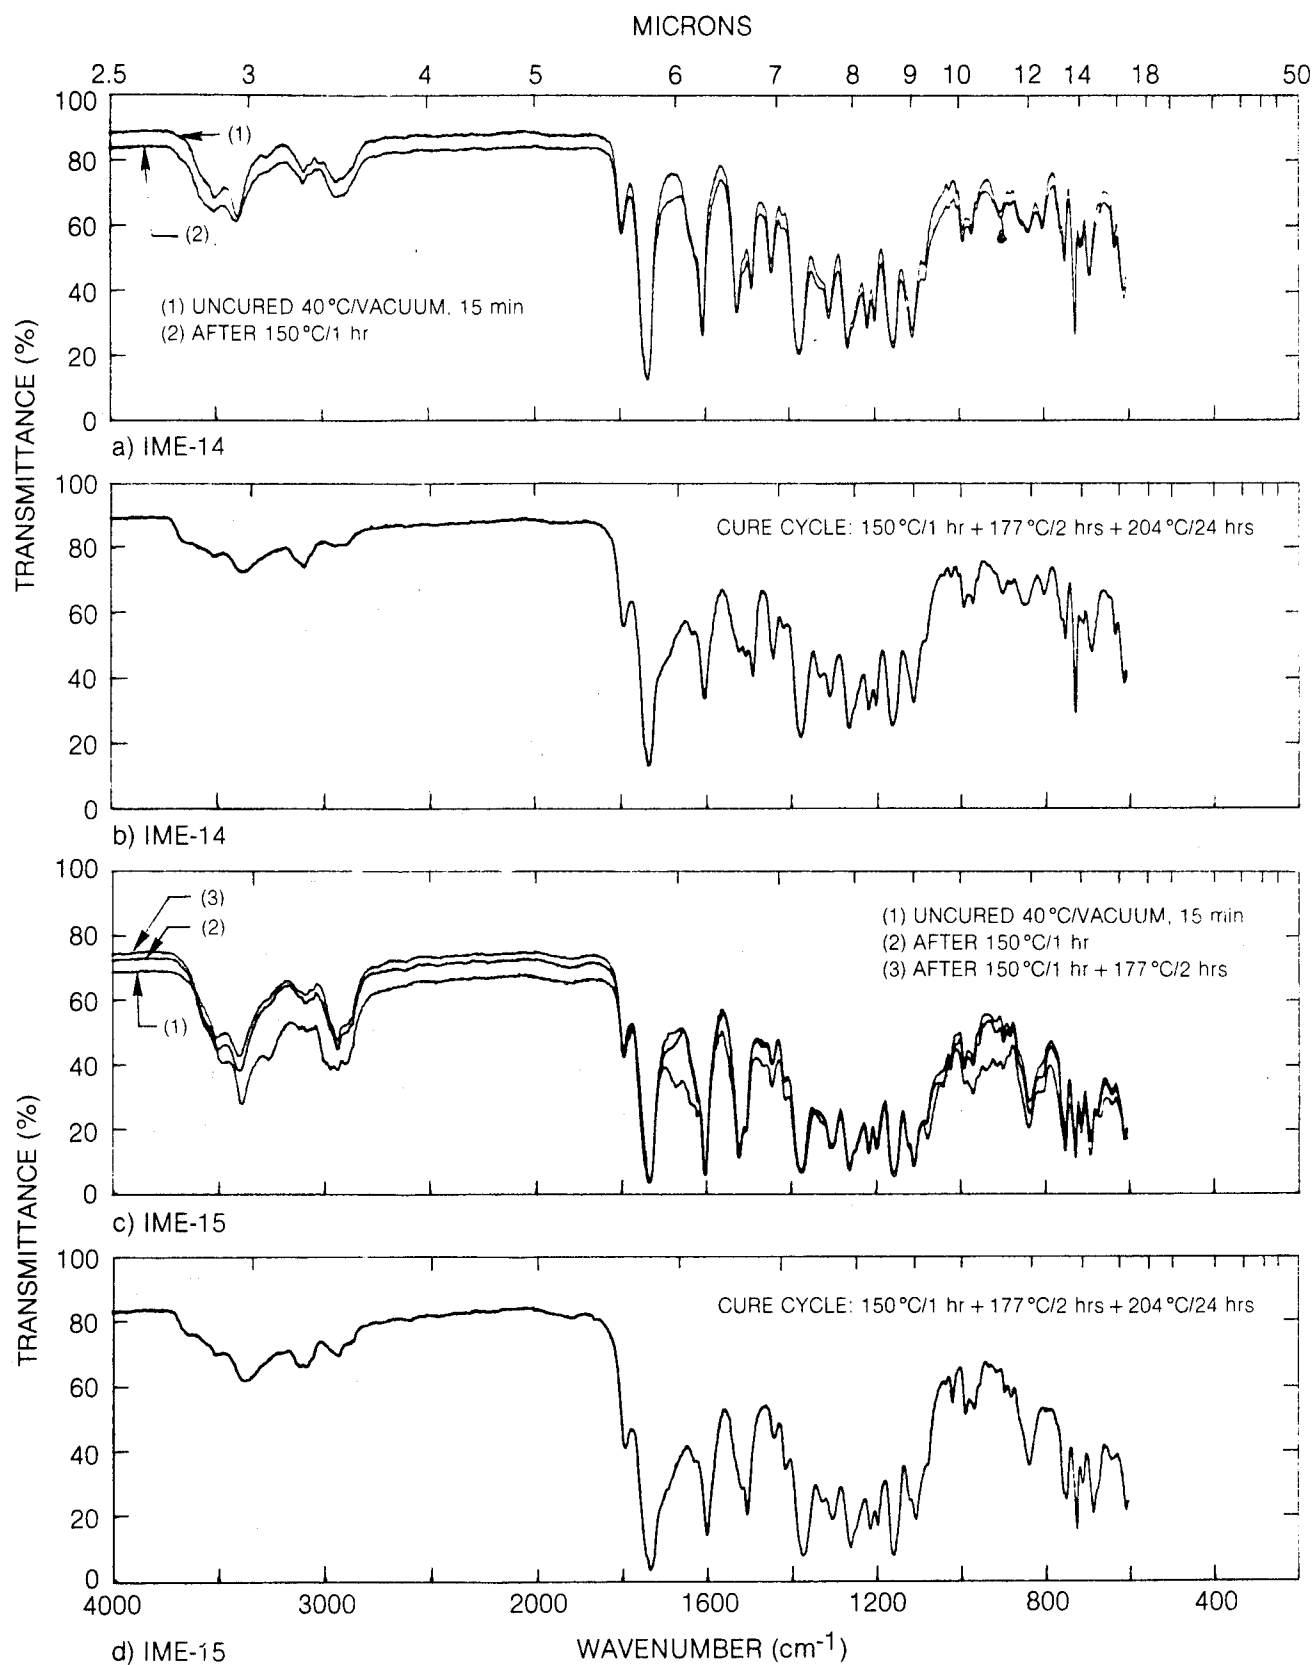 MICRONS
2.5 3 4 5 6 7 8 9 10 12 14 18 50
100
80
60
40
20
0
(1)
(2)
(1) UNCURED 40°C/VACUUM, 15 min
(2) AFTER 150°C/1 hr
TRANSMITTANCE (%)
a) IME-14
100
80
60
40
20
0
CURE CYCLE: 150°C/1 hr + 177°C/2 hrs + 204°C/24 hrs
b) IME-14
100
80
60
40
20
0
(3)
(2)
(1)
(1) UNCURED 40°C/VACUUM, 15 min
(2) AFTER 150°C/1 hr
(3) AFTER 150°C/1 hr + 177°C/2 hrs
TRANSMITTANCE (%)
c) IME-15
100
80
60
40
20
0
CURE CYCLE: 150°C/1 hr + 177°C/2 hrs + 204°C/24 hrs
4000 3000 2000 1600 1200 800 400
d) IME-15
WAVENUMBER (cm-1)